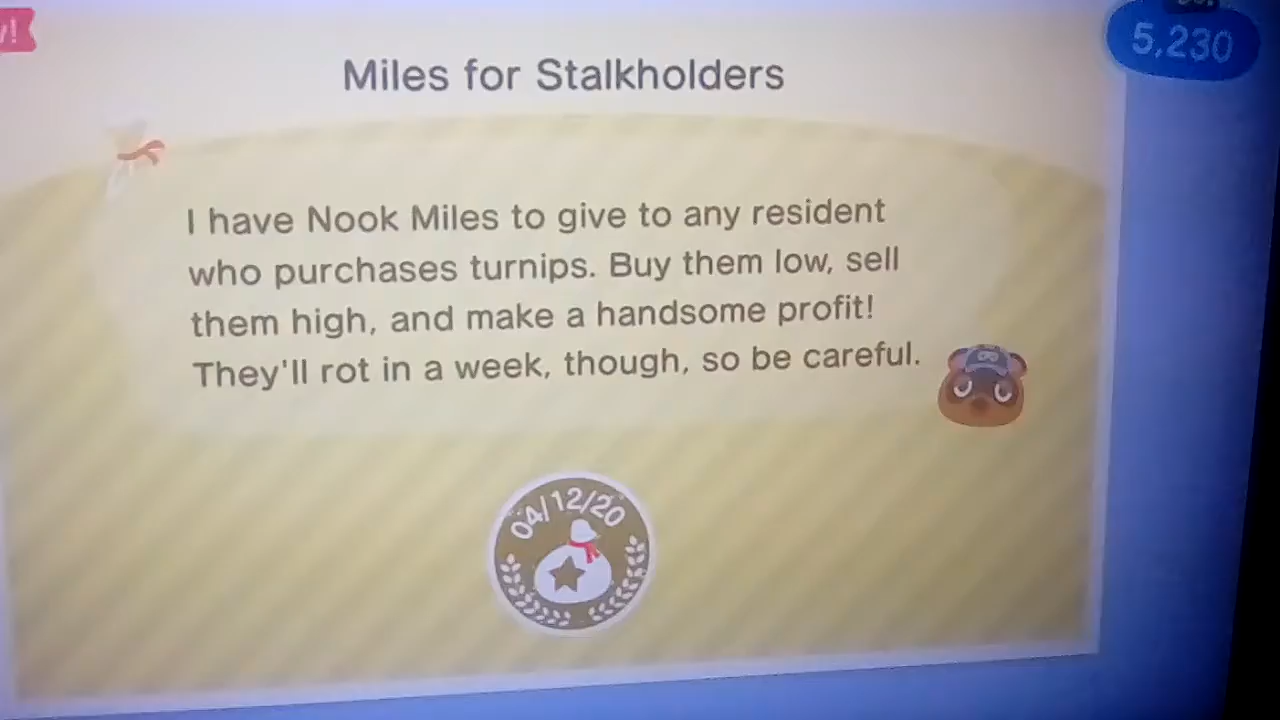 5,230
Miles for Stalkholders
I have Nook Miles to give to any resident
who purchases turnips. Buy them low, sell
them high, and make a handsome profit!
They'll rot in a week, though, so be careful.
04/12/20